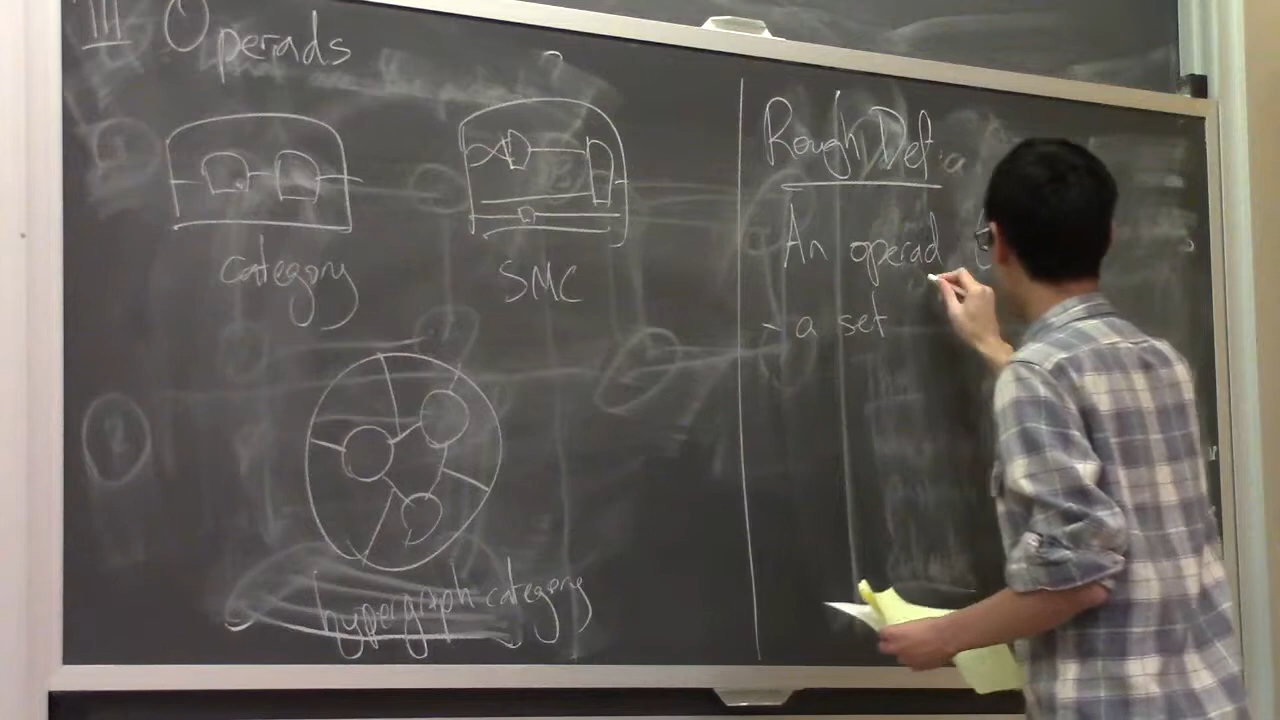 III Operads
category
SMC
hypergraph category
Rough Def
An operad
- a set